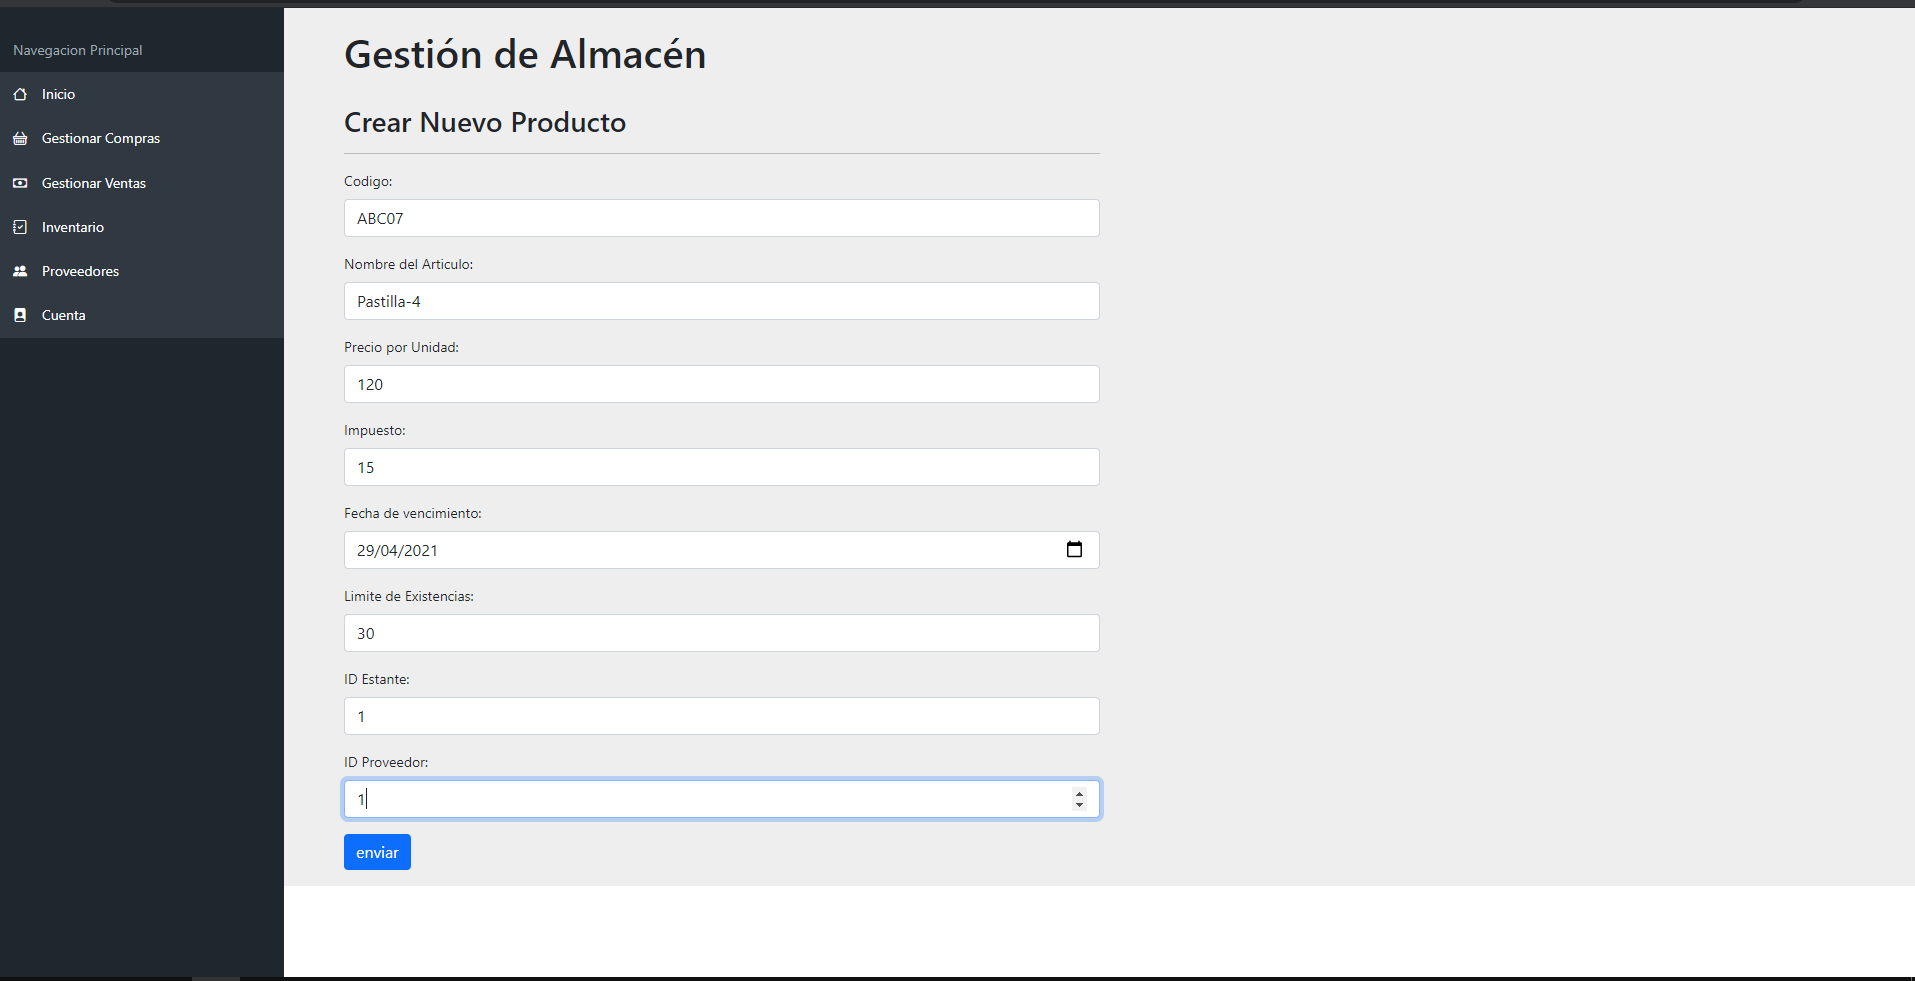 Navegacion Principal
Inicio
Gestionar Compras
Gestionar Ventas
Inventario
Proveedores
Cuenta
Gestión de Almacén
Crear Nuevo Producto
Codigo:
ABC07
Nombre del Articulo:
Pastilla-4
Precio por Unidad:
120
Impuesto:
15
Fecha de vencimiento:
29/04/2021
Limite de Existencias:
30
ID Estante:
1
ID Proveedor:
1
enviar